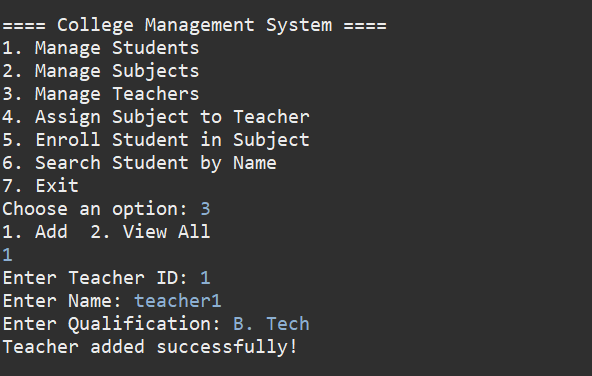 ==== College Management System ====
1. Manage Students
2. Manage Subjects
3. Manage Teachers
4. Assign Subject to Teacher
5. Enroll Student in Subject
6. Search Student by Name
7. Exit
Choose an option: 3
1. Add  2. View All
1
Enter Teacher ID: 1
Enter Name: teacher1
Enter Qualification: B. Tech
Teacher added successfully!